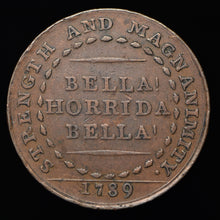 STRENGTH AND MAGNANIMITY
BELLA!
HORRIDA
BELLA!
1789